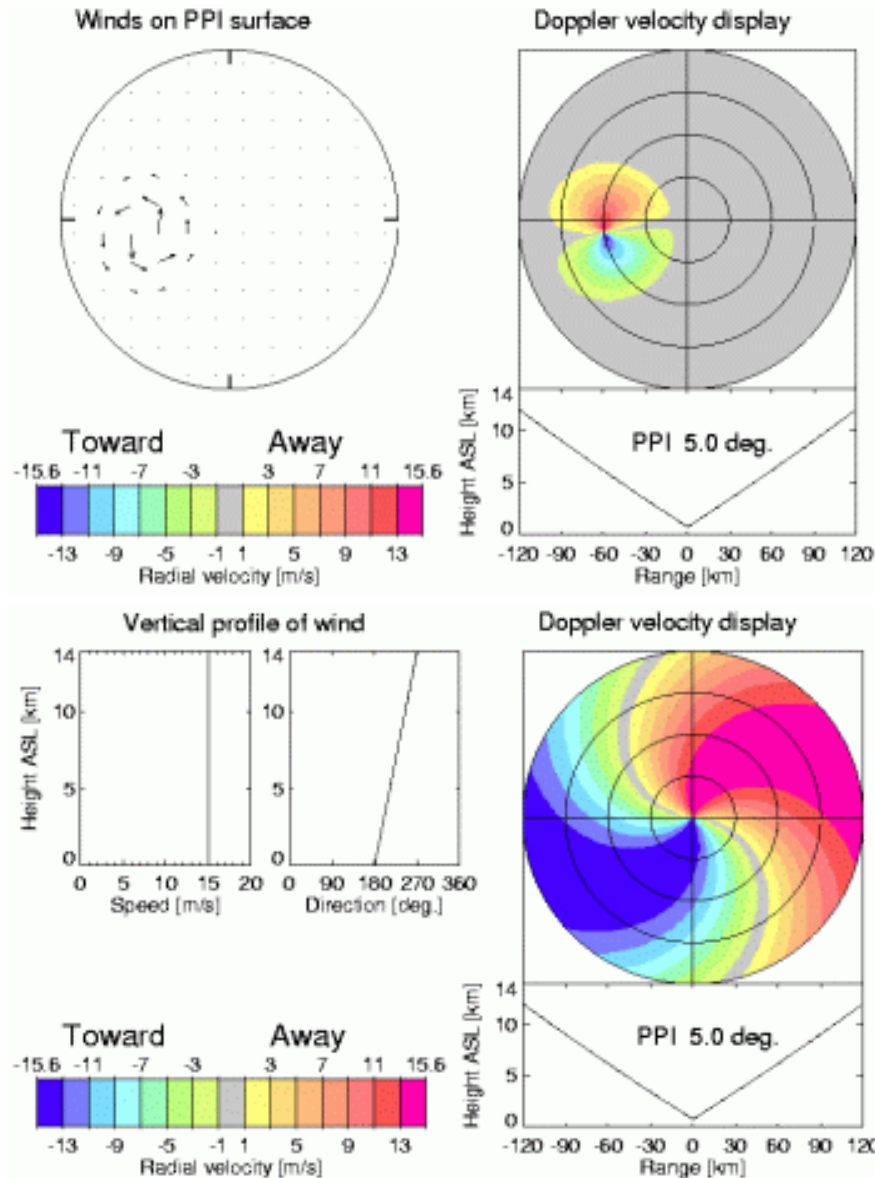 Winds on PPI surface
Doppler velocity display
Toward Away
-15.6 -11 -7 -3 3 7 11 15.6
-13 -9 -5 -1 1 5 9 13
Radial velocity [m/s]
14
10
5
0
Height ASL [km]
PPI 5.0 deg.
-120 -90 -60 -30 0 30 60 90 120
Range [km]
Vertical profile of wind
14
10
5
0
Height ASL [km]
0 5 10 15 20
Speed [m/s]
14
10
5
0
0 90 180 270 360
Direction [deg.]
Doppler velocity display
Toward Away
-15.6 -11 -7 -3 3 7 11 15.6
-13 -9 -5 -1 1 5 9 13
Radial velocity [m/s]
14
10
5
0
Height ASL [km]
PPI 5.0 deg.
-120 -90 -60 -30 0 30 60 90 120
Range [km]